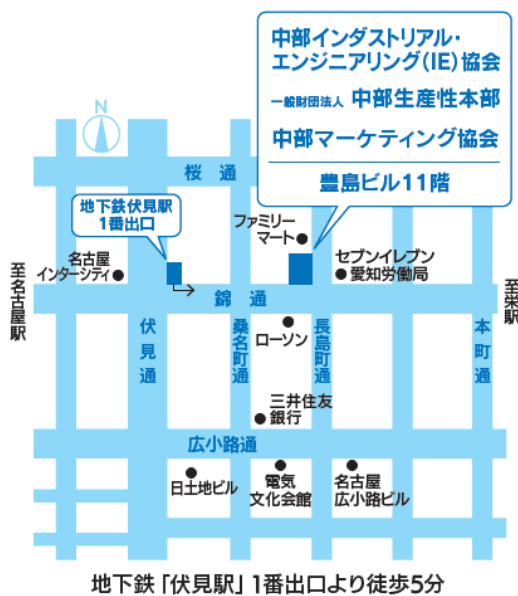 中部インダストリアル・
エンジニアリング(IE)協会
一般財団法人 中部生産性本部
中部マーケティング協会
豊島ビル11階
N
桜通
地下鉄伏見駅
1番出口
ファミリー
マート
名古屋
インターシティ
セブンイレブン
愛知労働局
至名古屋駅
錦通
至栄駅
伏見通
桑名町通
ローソン
長島町通
本町通
三井住友
銀行
広小路通
日土地ビル
電気
文化会館
名古屋
広小路ビル
地下鉄「伏見駅」1番出口より徒歩5分